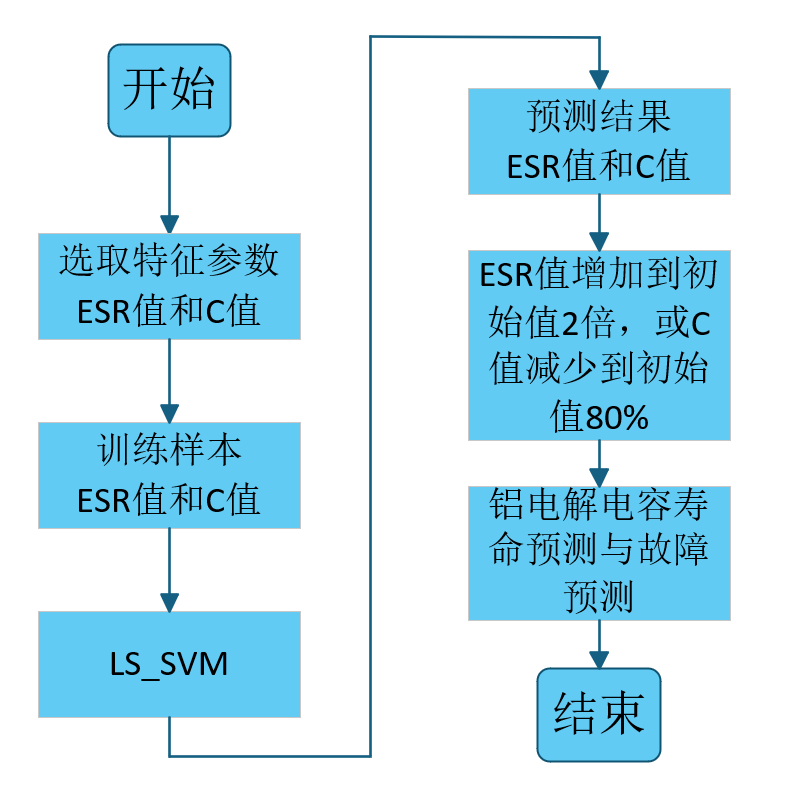 开始
选取特征参数
ESR值和C值
训练样本
ESR值和C值
LS_SVM
预测结果
ESR值和C值
ESR值增加到初
始值2倍，或C
值减少到初始
值80%
铝电解电容寿
命预测与故障
预测
结束